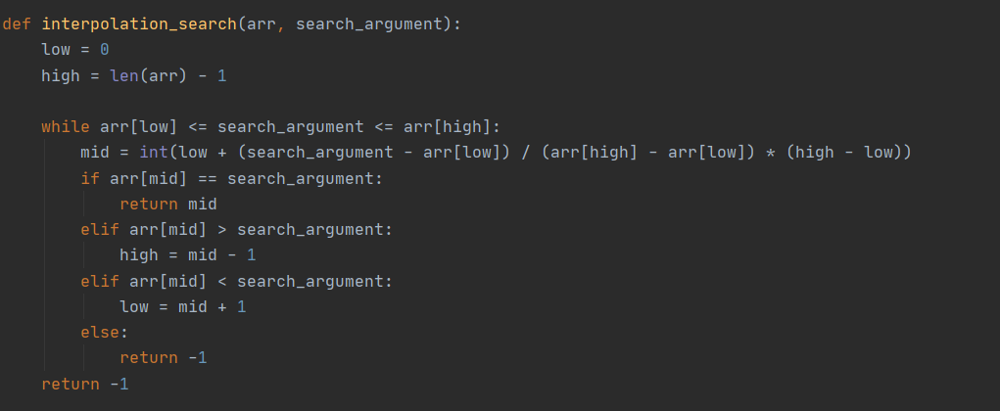 def interpolation_search(arr, search_argument):
    low = 0
    high = len(arr) - 1
    while arr[low] <= search_argument <= arr[high]:
        mid = int(low + (search_argument - arr[low]) / (arr[high] - arr[low]) * (high - low))
        if arr[mid] == search_argument:
            return mid
        elif arr[mid] > search_argument:
            high = mid - 1
        elif arr[mid] < search_argument:
            low = mid + 1
        else:
            return -1
    return -1